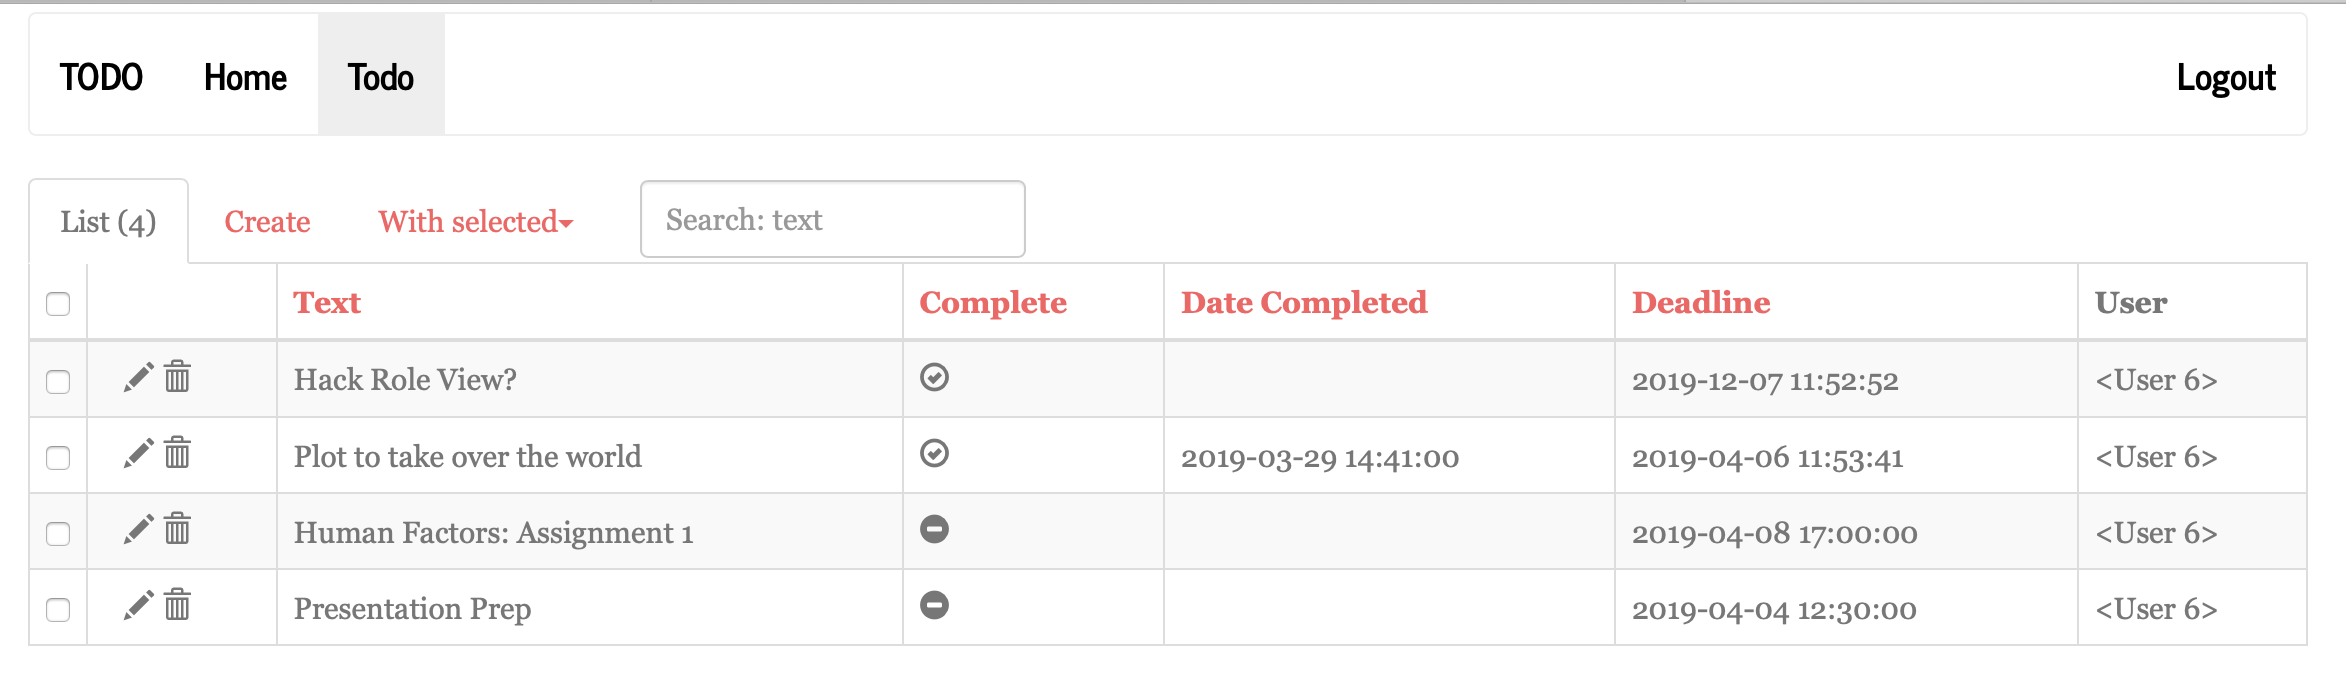 TODO Home Todo Logout
List (4) Create With selected Search: text
Text Complete Date Completed Deadline User
Hack Role View? 2019-12-07 11:52:52 <User 6>
Plot to take over the world 2019-03-29 14:41:00 2019-04-06 11:53:41 <User 6>
Human Factors: Assignment 1 2019-04-08 17:00:00 <User 6>
Presentation Prep 2019-04-04 12:30:00 <User 6>